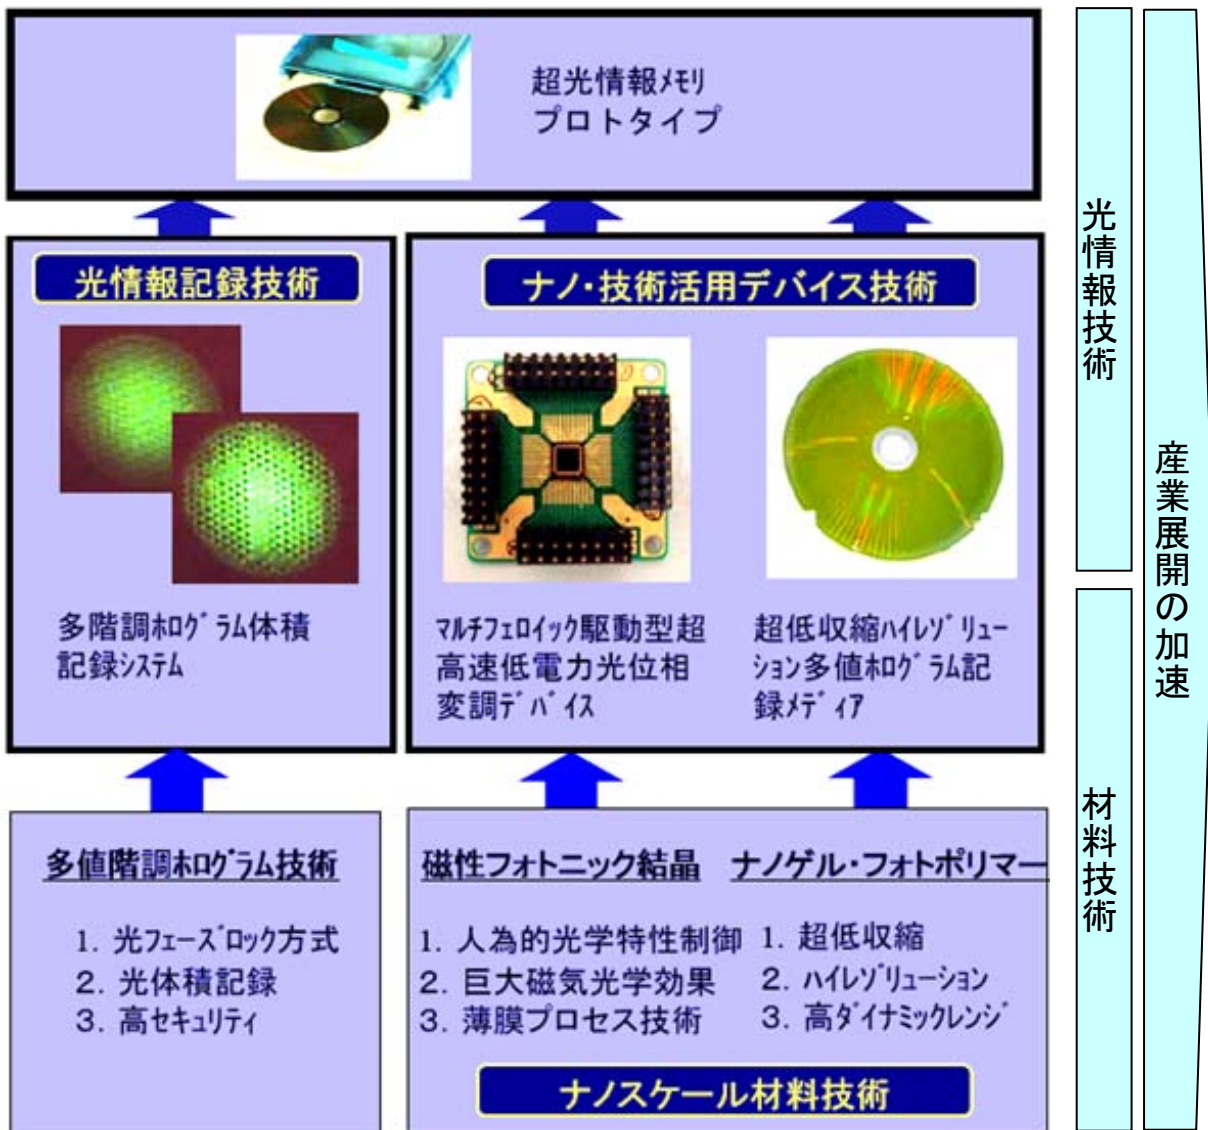 超光情報ﾒﾓﾘ
プロトタイプ
光情報記録技術
多階調ﾎﾛｸﾞﾗﾑ体積
記録ｼｽﾃﾑ
ナノ・技術活用デバイス技術
ﾏﾙﾁﾌｪﾛｲｯｸ駆動型超
高速低電力光位相
変調ﾃﾞﾊﾞｲｽ
超低収縮ﾊｲﾚｿﾞﾘｭｰ
ｼｮﾝ多値ﾎﾛｸﾞﾗﾑ記
録ﾒﾃﾞｨｱ
多値階調ﾎﾛｸﾞﾗﾑ技術
1. 光ﾌｪｰｽﾞﾛｯｸ方式
2. 光体積記録
3. 高ｾｷｭﾘﾃｨ
磁性フォトニック結晶
1. 人為的光学特性制御
2. 巨大磁気光学効果
3. 薄膜プロセス技術
ナノゲル・フォトポリマー
1. 超低収縮
2. ﾊｲﾚｿﾞﾘｭｰｼｮﾝ
3. 高ﾀﾞｲﾅﾐｯｸﾚﾝｼﾞ
ナノスケール材料技術
光情報技術
材料技術
産業展開の加速